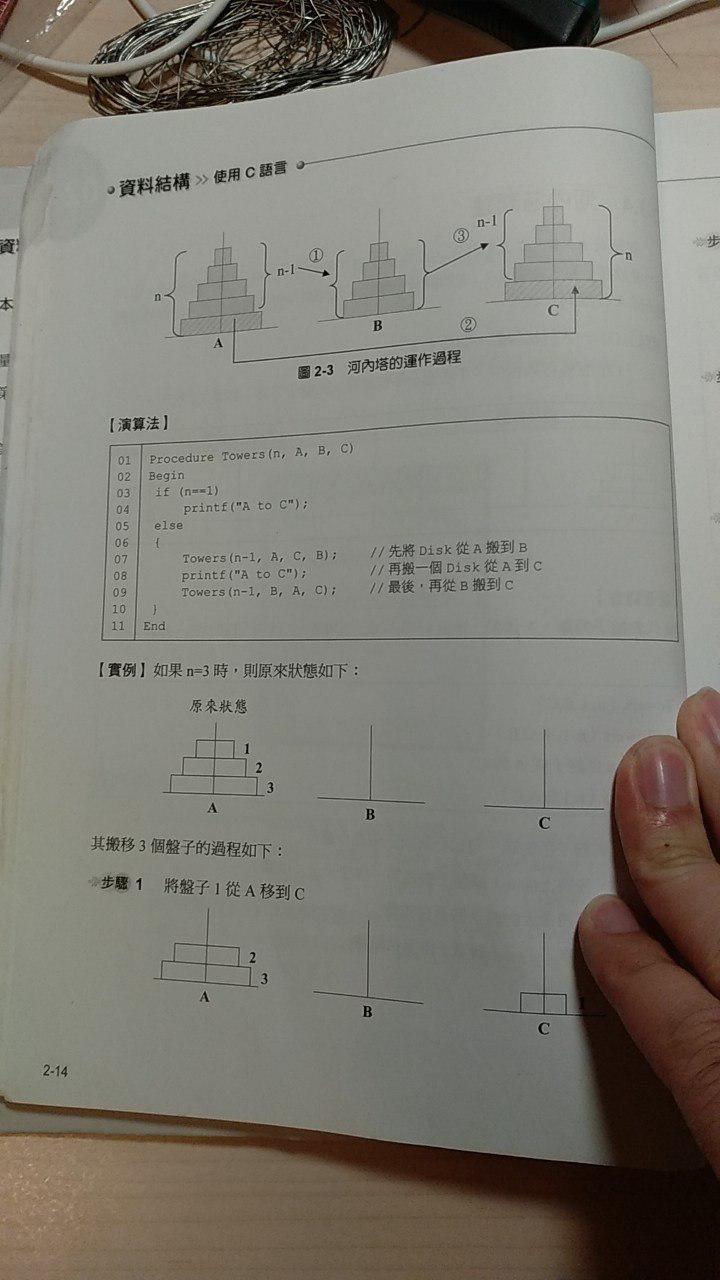 資料結構 >> 使用 C 語言
n n-1 ① ③ n-1 n
A B ② C
圖 2-3 河內塔的運作過程
【演算法】
01 Procedure Towers(n, A, B, C)
02 Begin
03 if (n==1)
04 printf("A to C");
05 else
06 {
07 Towers(n-1, A, C, B); //先將 Disk 從 A 搬到 B
08 printf("A to C"); //再搬一個 Disk 從 A 到 C
09 Towers(n-1, B, A, C); //最後，再從 B 搬到 C
10 }
11 End
【實例】如果 n=3 時，則原來狀態如下：
原來狀態
1
2
3
A B C
其搬移 3 個盤子的過程如下：
步驟 1 將盤子 1 從 A 移到 C
2
3 1
A B C
2-14